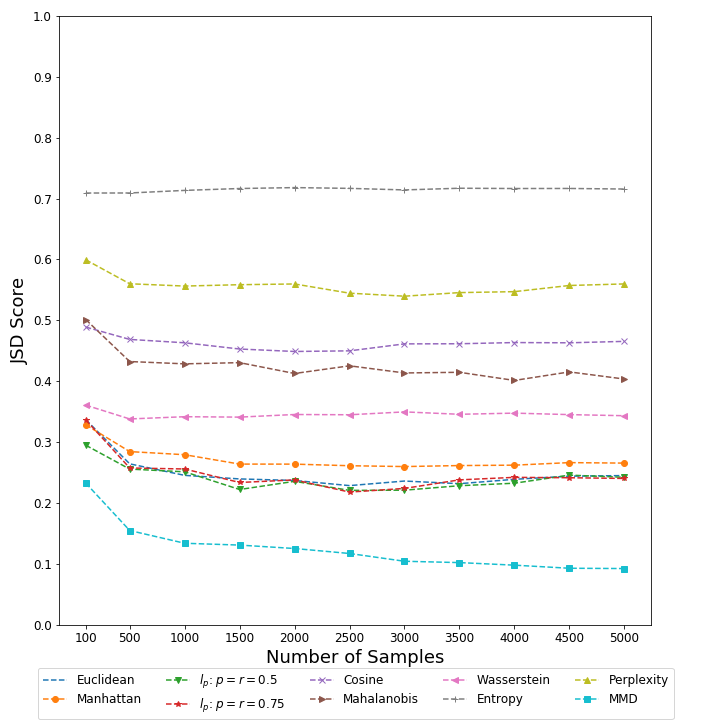 1.0
0.9
0.8
0.7
0.6
0.5
0.4
0.3
0.2
0.1
0.0
JSD Score
100 500 1000 1500 2000 2500 3000 3500 4000 4500 5000
Number of Samples
Euclidean
Manhattan
l_p: p = r = 0.5
l_p: p = r = 0.75
Cosine
Mahalanobis
Wasserstein
Entropy
Perplexity
MMD